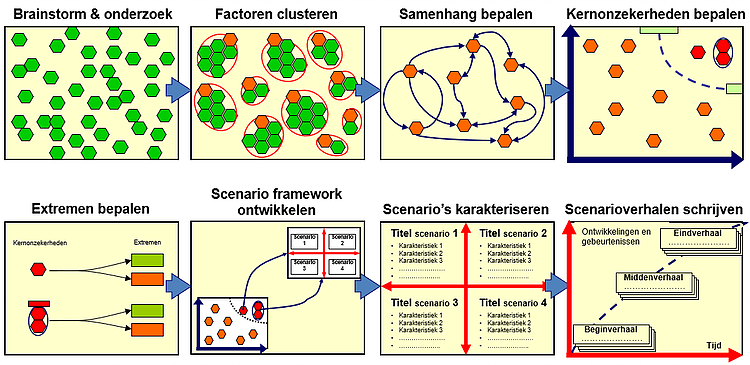 Brainstorm & onderzoek
Factoren clusteren
Samenhang bepalen
Kernonzekerheden bepalen
Extremen bepalen
Kernonzekerheden
Extremen
Scenario framework
ontwikkelen
Scenario
1
Scenario
2
Scenario
3
Scenario
4
Scenario's karakteriseren
Titel scenario 1
• Karakteristiek 1
• Karakteristiek 2
• Karakteristiek 3
• .....................
• ..................
Titel scenario 2
• Karakteristiek 1
• Karakteristiek 2
• Karakteristiek 3
• .....................
• ..................
Titel scenario 3
• Karakteristiek 1
• Karakteristiek 2
• Karakteristiek 3
• .....................
• ..................
Titel scenario 4
• Karakteristiek 1
• Karakteristiek 2
• Karakteristiek 3
• .....................
• ..................
Scenarioverhalen schrijven
Ontwikkelingen en
gebeurtenissen
Eindverhaal
.....................
Middenverhaal
.....................
Beginverhaal
.....................
Tijd